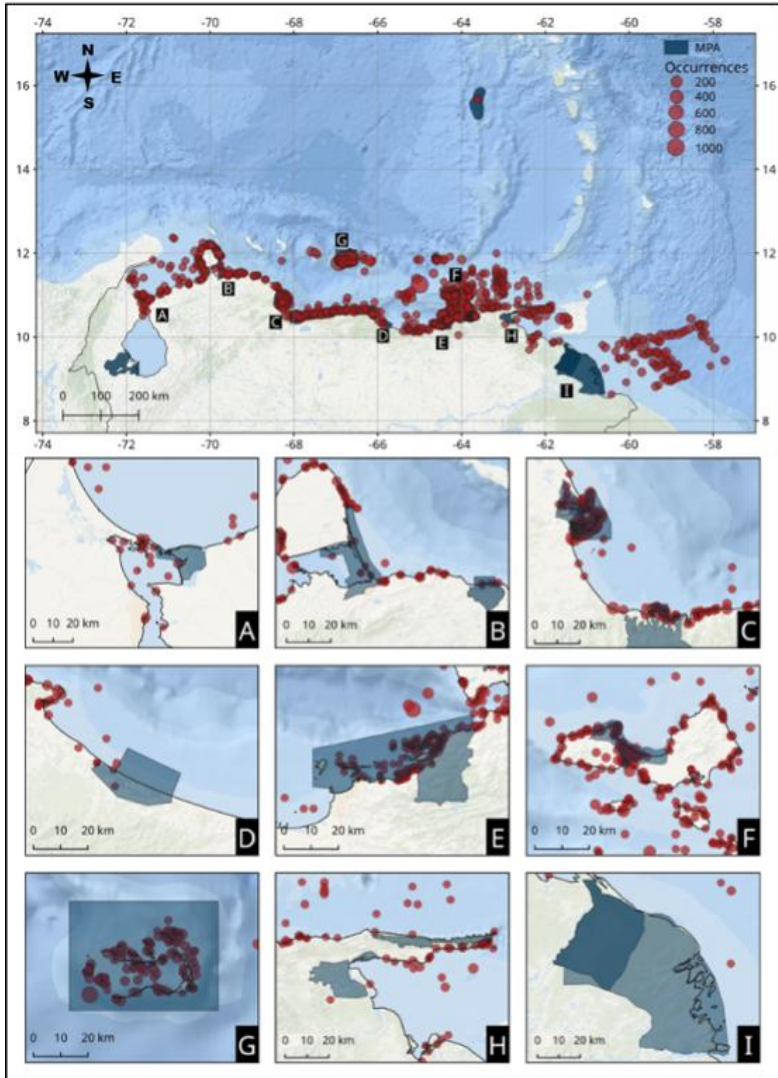 -74 -72 -70 -68 -66 -64 -62 -60 -58
N
W E
S
MPA
Occurrences
200
400
600
800
1000
16
14
12
10
8
16
14
12
10
8
A
B
C
D
E
F
G
H
I
0 100 200 km
-74 -72 -70 -68 -66 -64 -62 -60 -58
0 10 20 km A
0 10 20 km B
0 10 20 km C
0 10 20 km D
0 10 20 km E
0 10 20 km F
0 10 20 km G
0 10 20 km H
0 10 20 km I